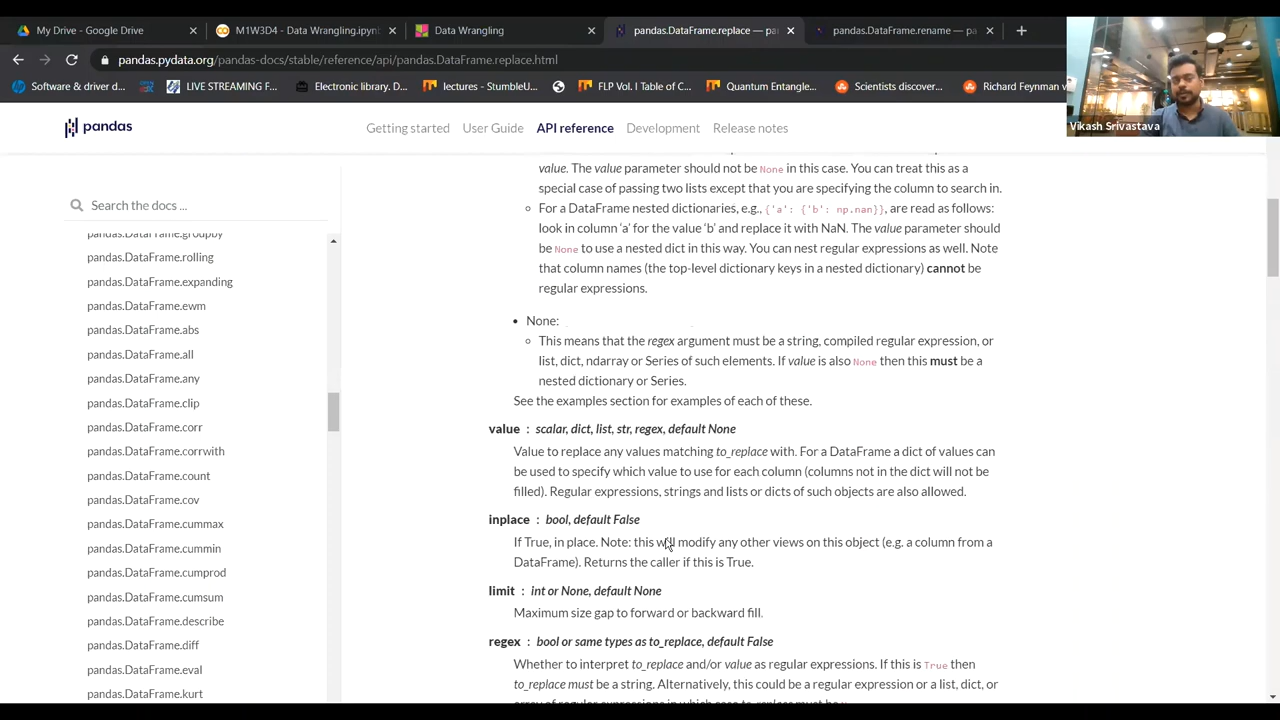 My Drive - Google Drive
M1W3D4 - Data Wrangling.ipynb
Data Wrangling
pandas.DataFrame.replace — pa
pandas.DataFrame.rename — pa
pandas.pydata.org/pandas-docs/stable/reference/api/pandas.DataFrame.replace.html
Software & driver d...
LIVE STREAMING F...
Electronic library. D...
lectures - StumbleU...
FLP Vol. I Table of C...
Quantum Entangle...
Scientists discover...
Richard Feynman
Vikash Srivastava
pandas
Getting started
User Guide
API reference
Development
Release notes
Search the docs ...
pandas.DataFrame.groupby
pandas.DataFrame.rolling
pandas.DataFrame.expanding
pandas.DataFrame.ewm
pandas.DataFrame.abs
pandas.DataFrame.all
pandas.DataFrame.any
pandas.DataFrame.clip
pandas.DataFrame.corr
pandas.DataFrame.corrwith
pandas.DataFrame.count
pandas.DataFrame.cov
pandas.DataFrame.cummax
pandas.DataFrame.cummin
pandas.DataFrame.cumprod
pandas.DataFrame.cumsum
pandas.DataFrame.describe
pandas.DataFrame.diff
pandas.DataFrame.eval
pandas.DataFrame.kurt
value. The value parameter should not be None in this case. You can treat this as a
special case of passing two lists except that you are specifying the column to search in.
For a DataFrame nested dictionaries, e.g., {'a': {'b': np.nan}}, are read as follows:
look in column ‘a’ for the value ‘b’ and replace it with NaN. The value parameter should
be None to use a nested dict in this way. You can nest regular expressions as well. Note
that column names (the top-level dictionary keys in a nested dictionary) cannot be
regular expressions.
• None:
This means that the regex argument must be a string, compiled regular expression, or
list, dict, ndarray or Series of such elements. If value is also None then this must be a
nested dictionary or Series.
See the examples section for examples of each of these.
value : scalar, dict, list, str, regex, default None
Value to replace any values matching to_replace with. For a DataFrame a dict of values can
be used to specify which value to use for each column (columns not in the dict will not be
filled). Regular expressions, strings and lists or dicts of such objects are also allowed.
inplace : bool, default False
If True, in place. Note: this will modify any other views on this object (e.g. a column from a
DataFrame). Returns the caller if this is True.
limit : int or None, default None
Maximum size gap to forward or backward fill.
regex : bool or same types as to_replace, default False
Whether to interpret to_replace and/or value as regular expressions. If this is True then
to_replace must be a string. Alternatively, this could be a regular expression or a list, dict, or